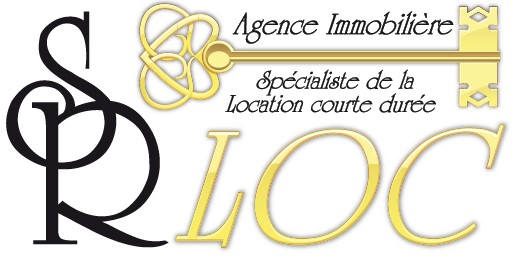 Agence Immobilière
Spécialiste de la
Location courte durée
SR LOC